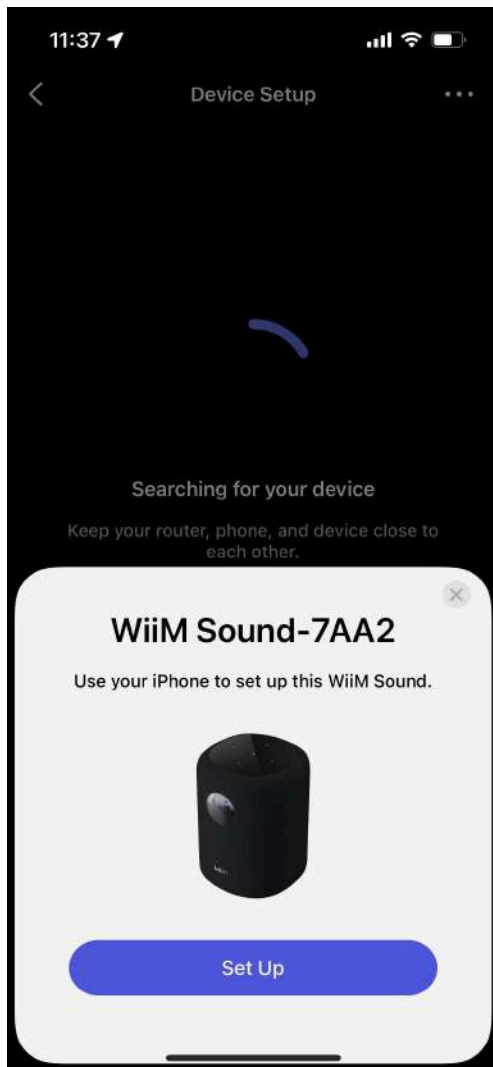 11:37
Device Setup
Searching for your device
Keep your router, phone, and device close to
each other.
WiiM Sound-7AA2
Use your iPhone to set up this WiiM Sound.
Set Up